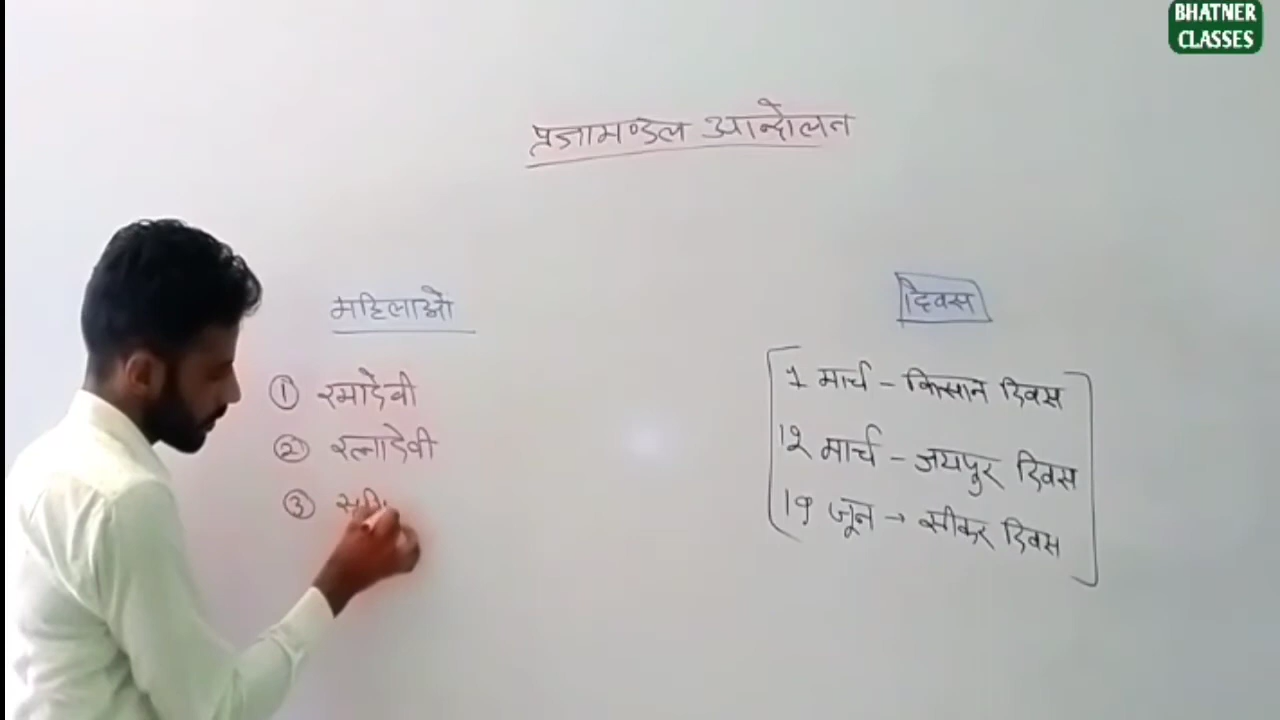 BHATNER
CLASSES
प्रजामण्डल आन्दोलन
महिलाओ
① रमादेवी
② रत्नादेवी
③
दिवस
1 मार्च - किसान दिवस
12 मार्च - जयपुर दिवस
19 जून → सीकर दिवस